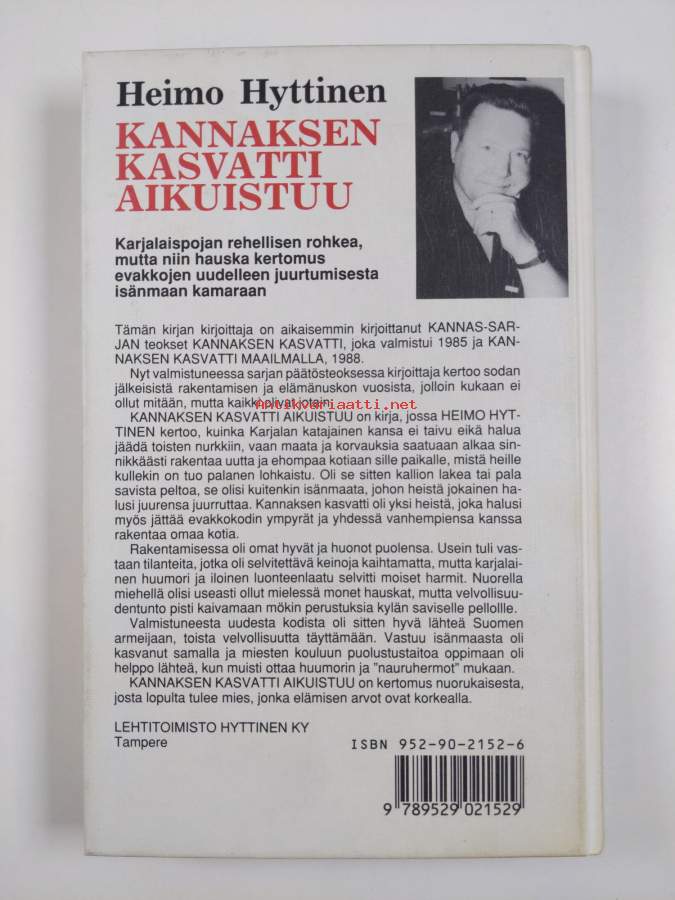 Heimo Hyttinen
KANNAKSEN
KASVATTI
AIKUISTUU
Karjalaispojan rehellisen rohkea,
mutta niin hauska kertomus
evakkojen uudelleen juurtumisesta
isänmaan kamaraan
Tämän kirjan kirjoittaja on aikaisemmin kirjoittanut KANNAS-SAR-
JAN teokset KANNAKSEN KASVATTI, joka valmistui 1985 ja KAN-
NAKSEN KASVATTI MAAILMALLA, 1988.
Nyt valmistuneessa sarjan päätösteoksessa kirjoittaja kertoo sodan
jälkeisistä rakentamisen ja elämänuskon vuosista, jolloin kukaan ei
ollut mitään, mutta kaikki olivat jotain.
Antikvariaatti.net
KANNAKSEN KASVATTI AIKUISTUU on kirja, jossa HEIMO HYT-
TINEN kertoo, kuinka Karjalan katajainen kansa ei taivu eikä halua
jäädä toisten nurkkiin, vaan maata ja korvauksia saatuaan alkaa sin-
nikkäästi rakentaa uutta ja ehompaa kotiaan sille paikalle, mistä heille
kullekin on tuo palanen lohkaistu. Oli se sitten kallion lakea tai pala
savista peltoa, se olisi kuitenkin isänmaata, johon heistä jokainen ha-
lusi juurensa juurruttaa. Kannaksen kasvatti oli yksi heistä, joka halusi
myös jättää evakkokodin ympyrät ja yhdessä vanhempiensa kanssa
rakentaa omaa kotia.
Rakentamisessa oli omat hyvät ja huonot puolensa. Usein tuli vas-
taan tilanteita, jotka oli selvitettävä keinoja kaihtamatta, mutta karjala-
inen huumori ja iloinen luonteenlaatu selvitti moiset harmit. Nuorella
miehellä olisi useasti ollut mielessä monet hauskat, mutta velvollisuu-
dentunto pisti kaivamaan mökin perustuksia kylän saviselle pellollle.
Valmistuneesta uudesta kodista oli sitten hyvä lähteä Suomen
armeijaan, toista velvollisuutta täyttämään. Vastuu isänmaasta oli
kasvanut samalla ja miesten kouluun puolustustaitoa oppimaan oli
helppo lähteä, kun muisti ottaa huumorin ja "nauruhermot" mukaan.
KANNAKSEN KASVATTI AIKUISTUU on kertomus nuorukaisesta,
josta lopulta tulee mies, jonka elämisen arvot ovat korkealla.
LEHTITOIMISTO HYTTINEN KY
Tampere
ISBN 952-90-2152-6
9 789529 021529